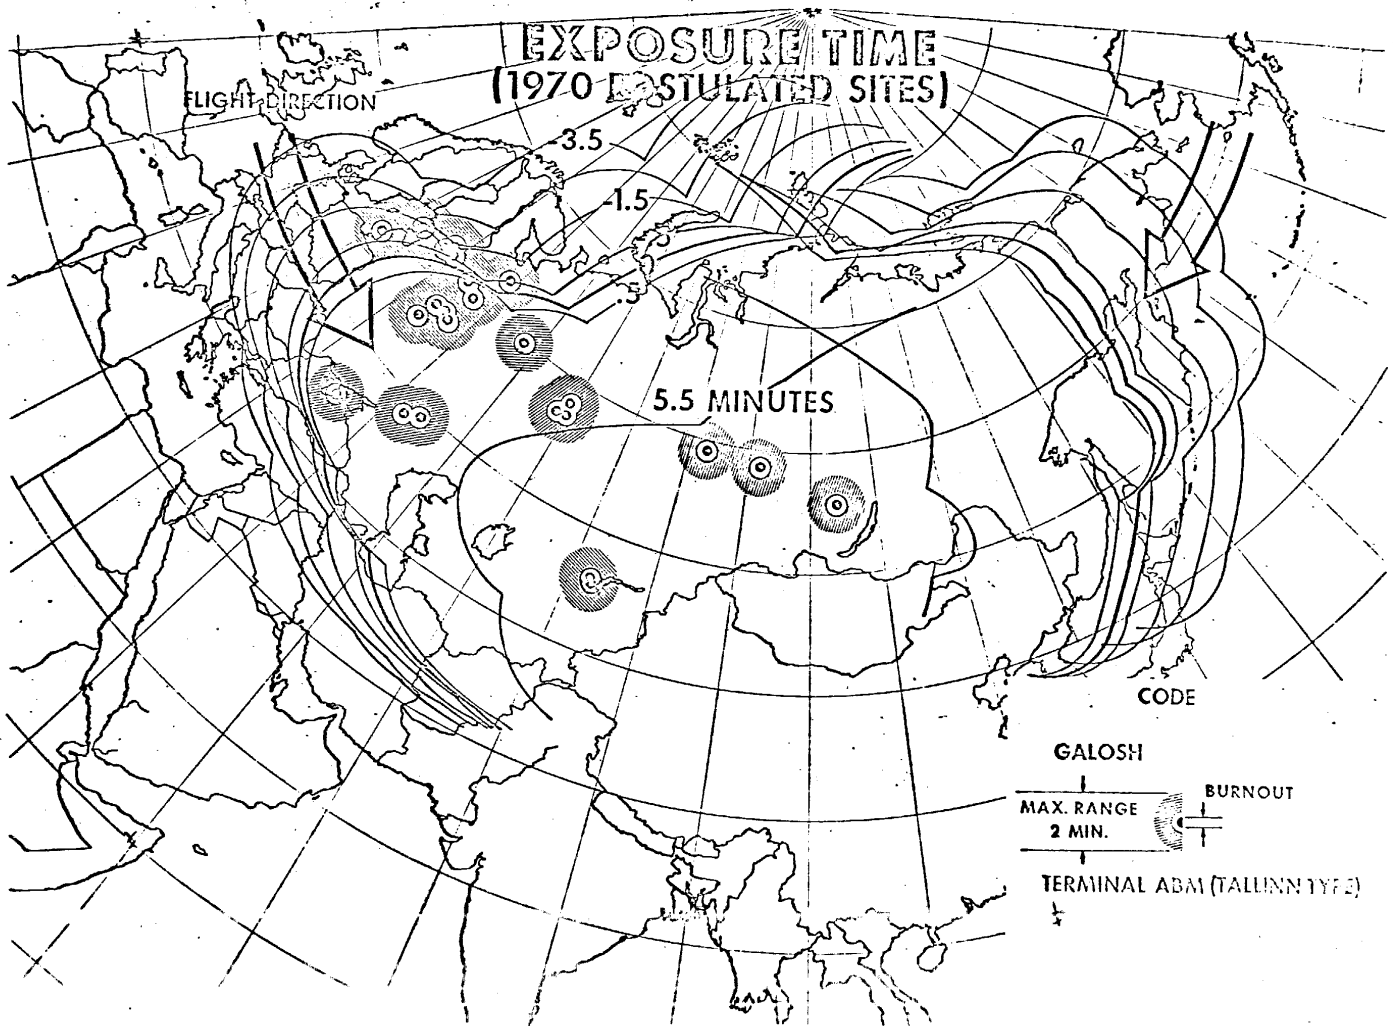 EXPOSURE TIME
(1970 POSTULATED SITES)
FLIGHT DIRECTION
-3.5
-1.5
.5
5.5 MINUTES
CODE
GALOSH
BURNOUT
MAX. RANGE
2 MIN.
TERMINAL ABM (TALLINN TYPE)